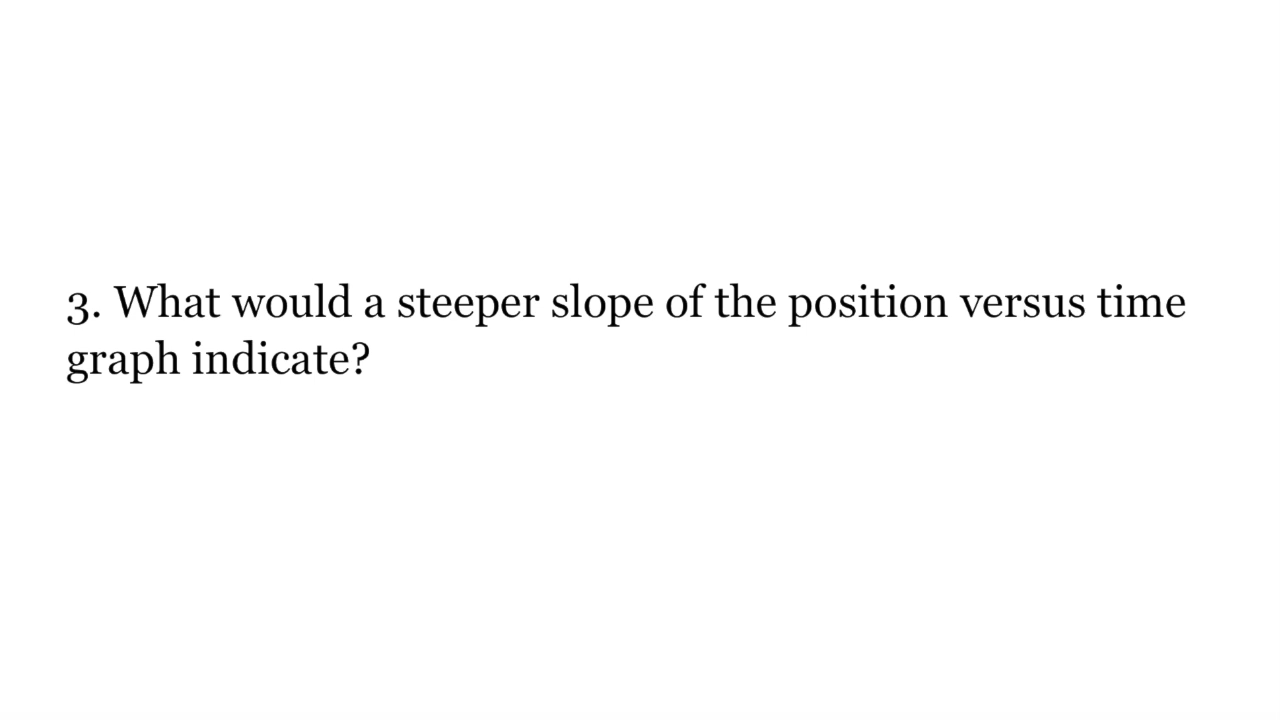 3. What would a steeper slope of the position versus time
graph indicate?